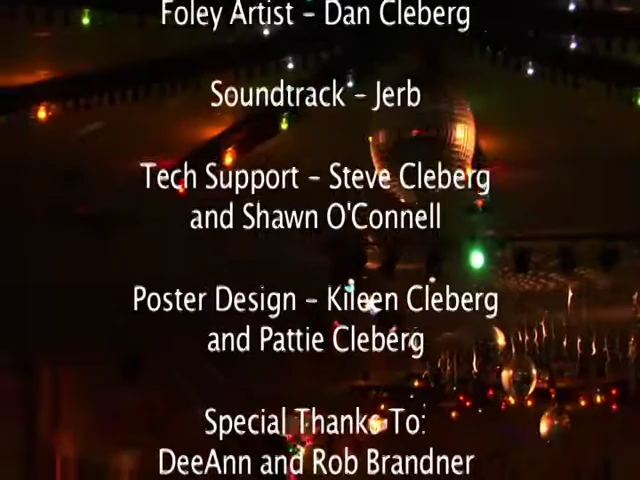 Foley Artist - Dan Cleberg
Soundtrack - Jerb
Tech Support - Steve Cleberg
and Shawn O'Connell
Poster Design - Kileen Cleberg
and Pattie Cleberg
Special Thanks To:
DeeAnn and Rob Brandner